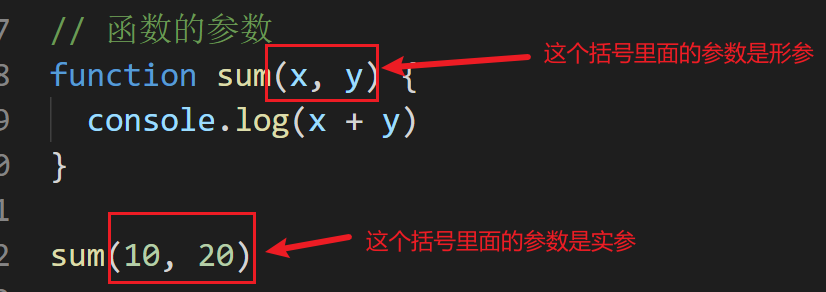 7 // 函数的参数
8 function sum(x, y) { 这个括号里面的参数是形参
9 console.log(x + y)
0 }
1
2 sum(10, 20) 这个括号里面的参数是实参